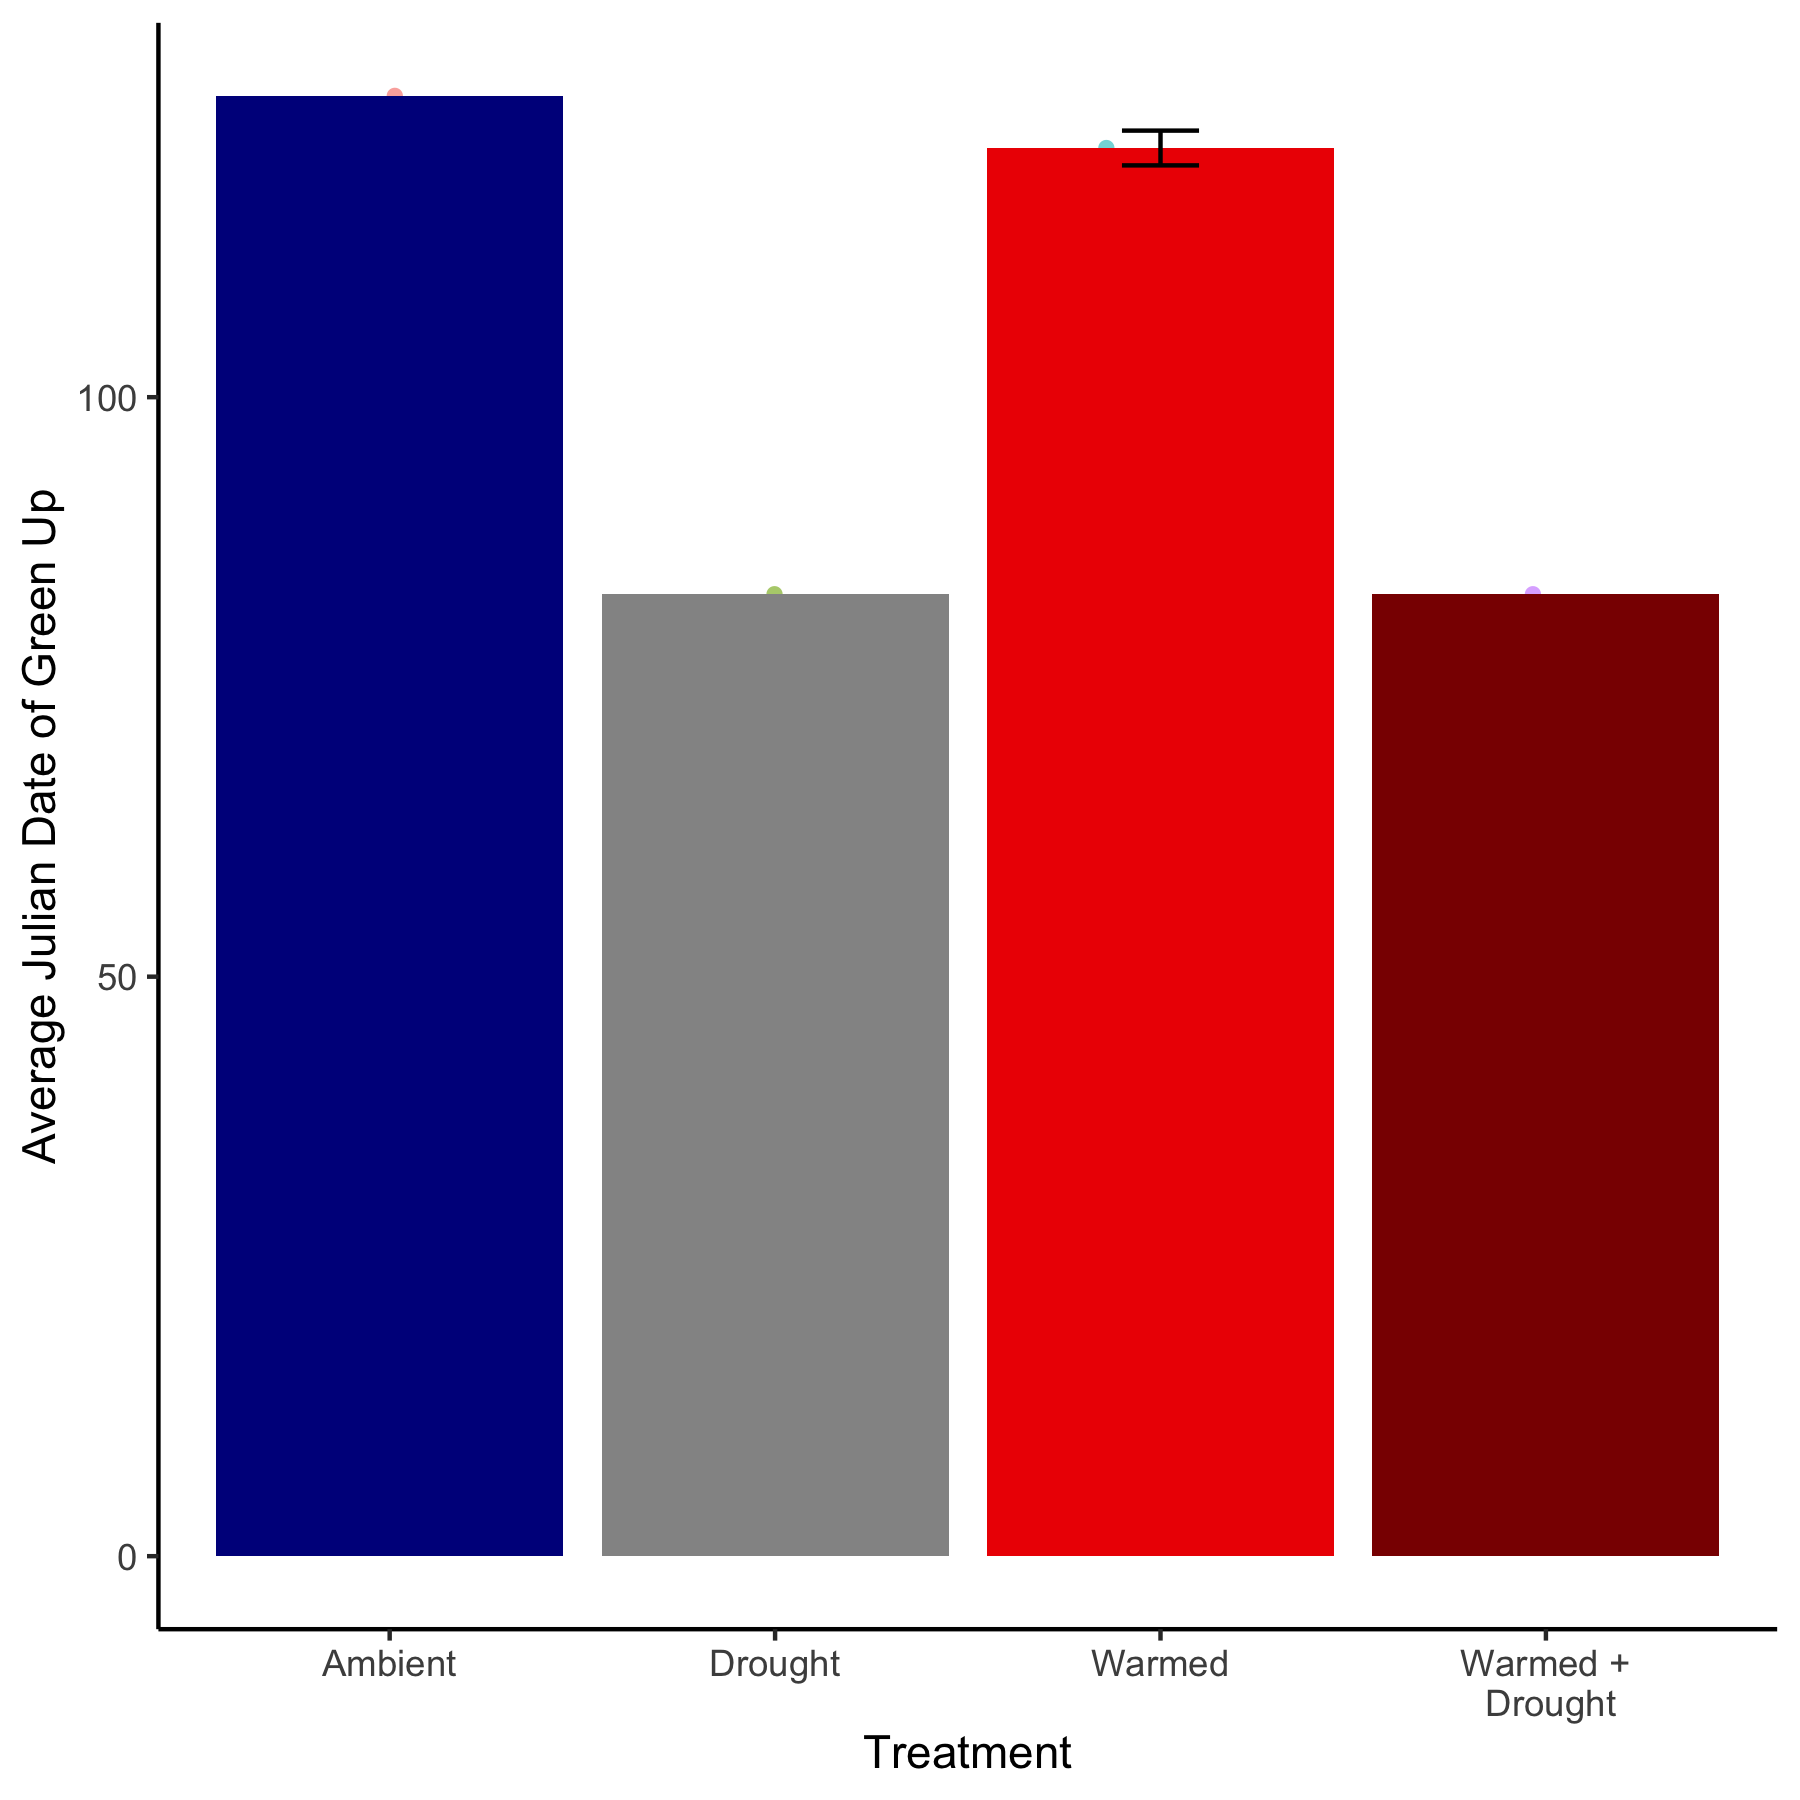 Average Julian Date of Green Up
100
50
0
Ambient
Drought
Warmed
Warmed +
Drought
Treatment